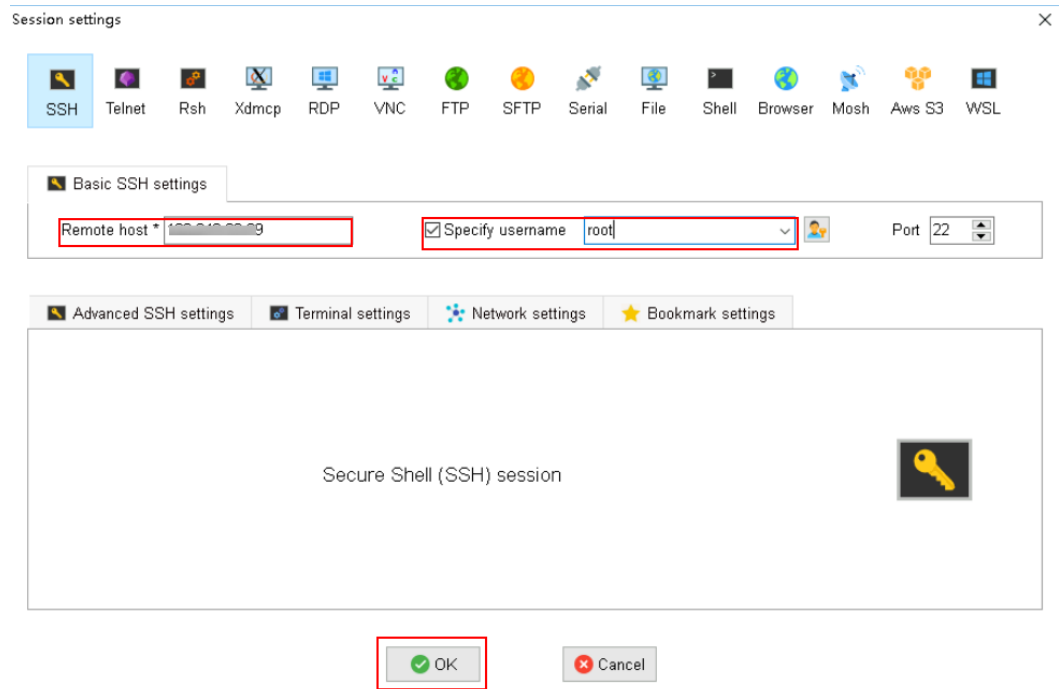 Session settings
SSH Telnet Rsh Xdmcp RDP VNC FTP SFTP Serial File Shell Browser Mosh Aws S3 WSL
Basic SSH settings
Remote host * Specify username root Port 22
Advanced SSH settings Terminal settings Network settings Bookmark settings
Secure Shell (SSH) session
OK Cancel